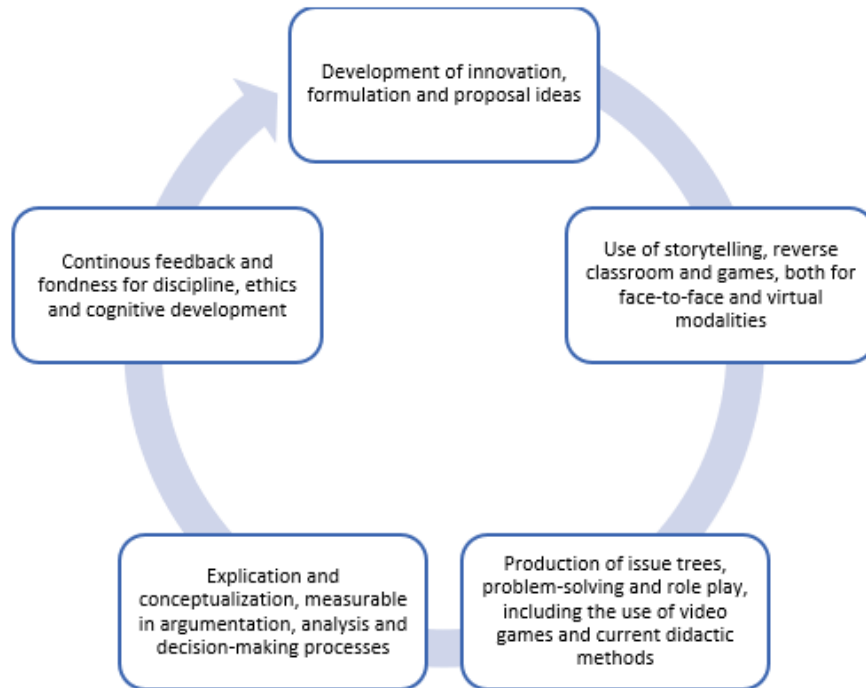 Development of innovation,
formulation and proposal ideas
Use of storytelling, reverse
classroom and games, both for
face-to-face and virtual
modalities
Production of issue trees,
problem-solving and role play,
including the use of video
games and current didactic
methods
Explication and
conceptualization, measurable
in argumentation, analysis and
decision-making processes
Continous feedback and
fondness for discipline, ethics
and cognitive development